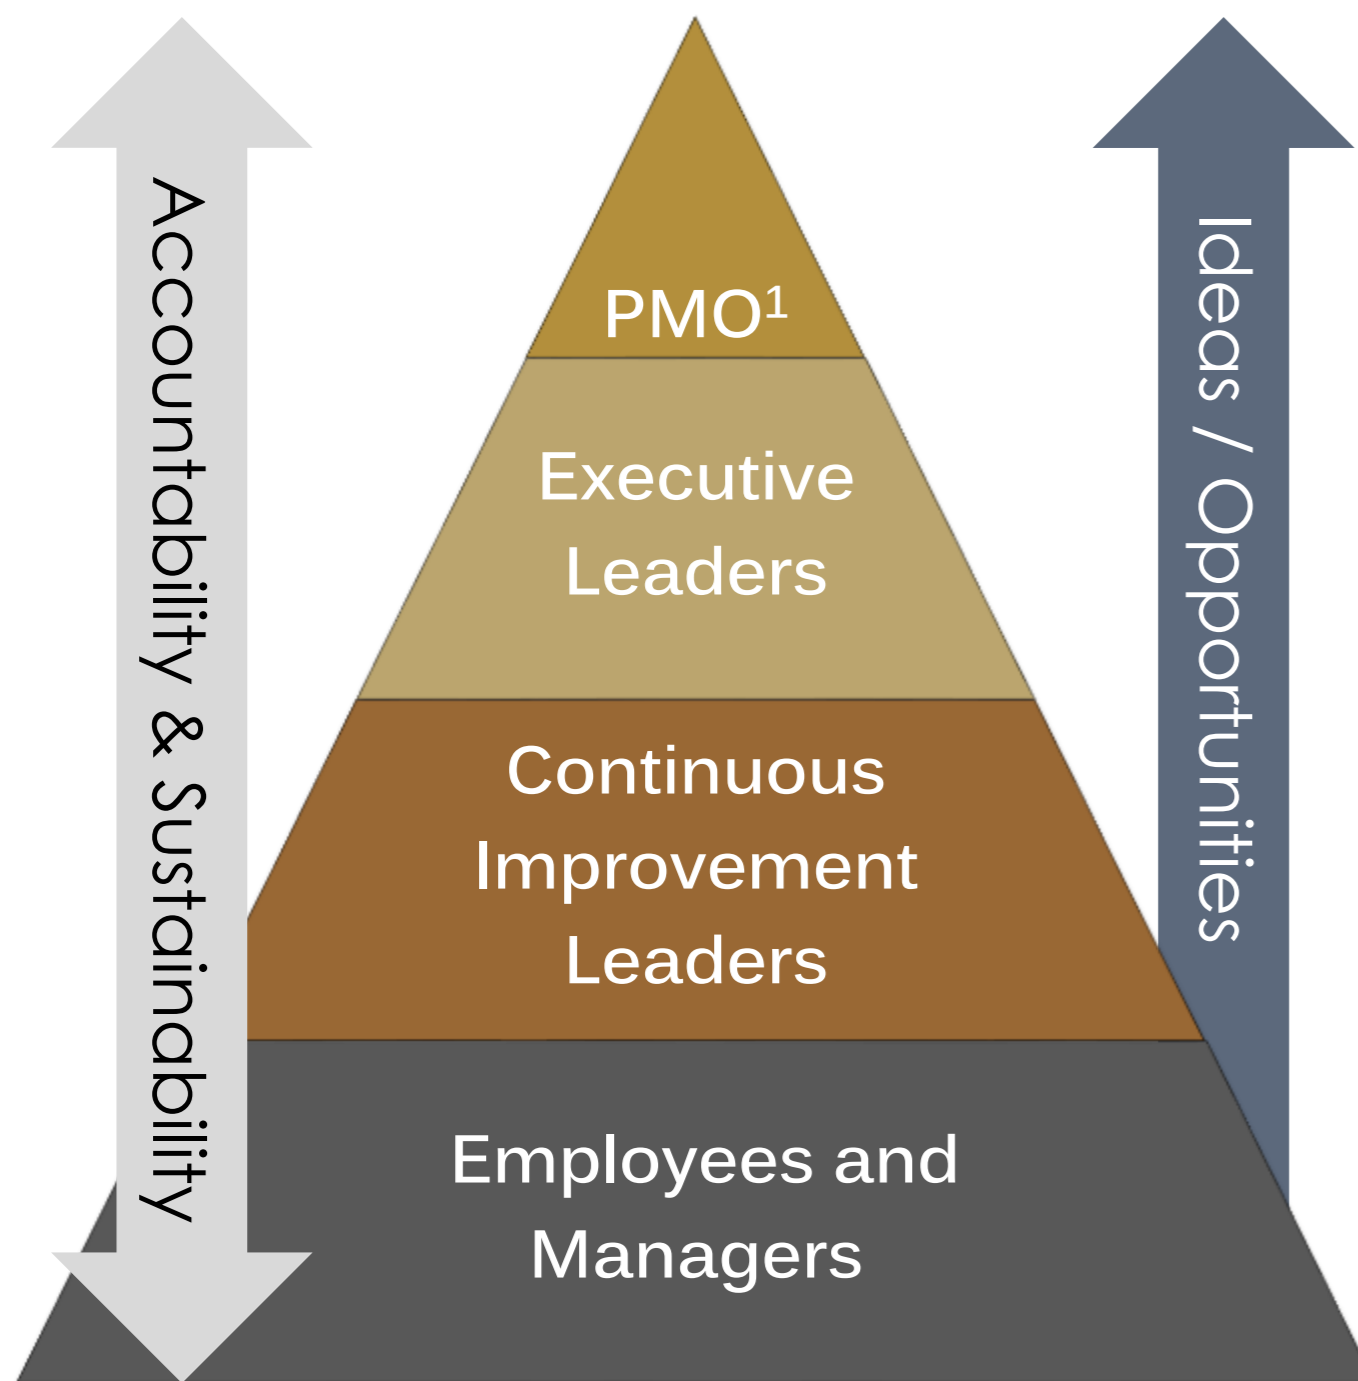 Accountability & Sustainability
PMO¹
Executive
Leaders
Continuous
Improvement
Leaders
Employees and
Managers
Ideas / Opportunities